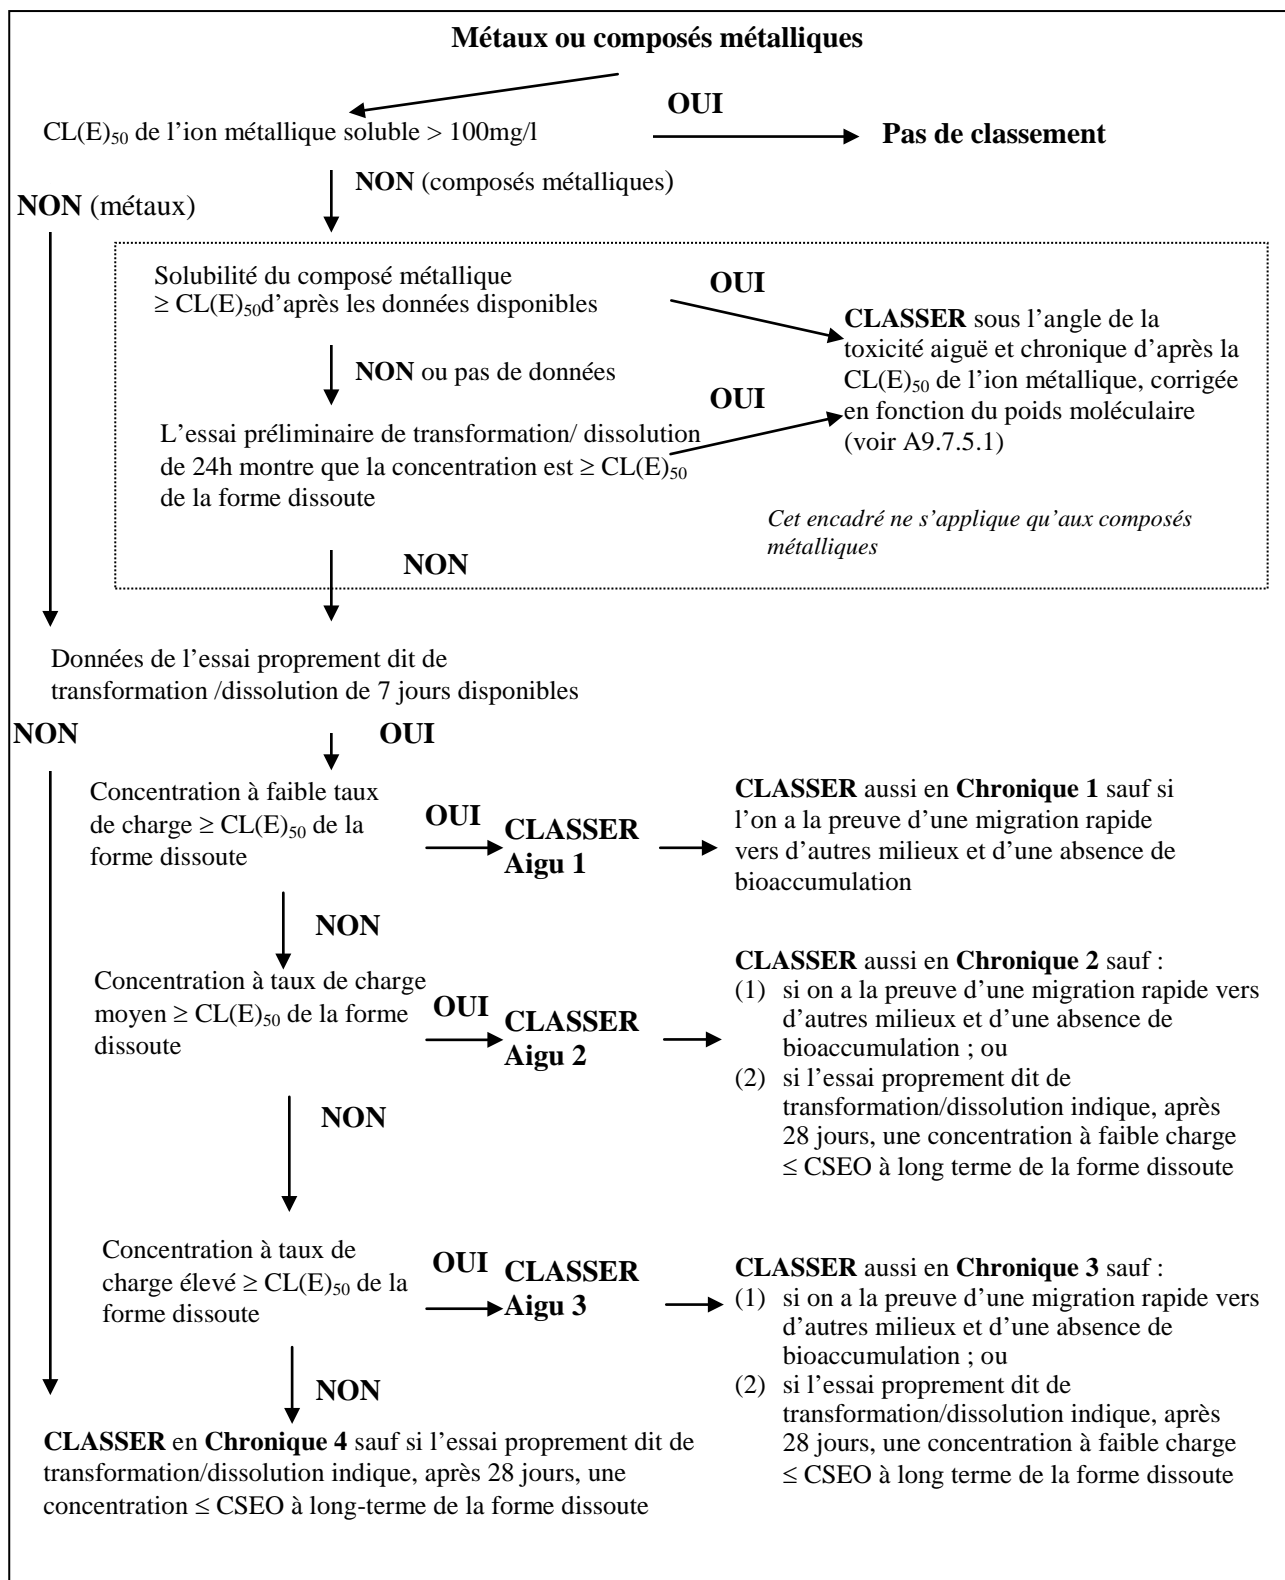 Métaux ou composés métalliques
OUI
CL(E)50 de l'ion métallique soluble > 100mg/l
Pas de classement
NON (composés métalliques)
NON (métaux)
Solubilité du composé métallique
≥ CL(E)50d'après les données disponibles
OUI
CLASSER sous l'angle de la
toxicité aiguë et chronique d'après la
CL(E)50 de l'ion métallique, corrigée
en fonction du poids moléculaire
(voir A9.7.5.1)
NON ou pas de données
OUI
L'essai préliminaire de transformation/ dissolution
de 24h montre que la concentration est ≥ CL(E)50
de la forme dissoute
Cet encadré ne s'applique qu'aux composés
métalliques
NON
Données de l'essai proprement dit de
transformation /dissolution de 7 jours disponibles
NON
OUI
Concentration à faible taux
de charge ≥ CL(E)50 de la
forme dissoute
OUI
CLASSER
Aigu 1
CLASSER aussi en Chronique 1 sauf si
l'on a la preuve d'une migration rapide
vers d'autres milieux et d'une absence de
bioaccumulation
NON
Concentration à taux de charge
moyen ≥ CL(E)50 de la forme
dissoute
OUI
CLASSER
Aigu 2
CLASSER aussi en Chronique 2 sauf :
(1) si on a la preuve d'une migration rapide vers
d'autres milieux et d'une absence de
bioaccumulation ; ou
(2) si l'essai proprement dit de
transformation/dissolution indique, après
28 jours, une concentration à faible charge
≤ CSEO à long terme de la forme dissoute
NON
Concentration à taux de
charge élevé ≥ CL(E)50 de la
forme dissoute
OUI
CLASSER
Aigu 3
CLASSER aussi en Chronique 3 sauf :
(1) si on a la preuve d'une migration rapide vers
d'autres milieux et d'une absence de
bioaccumulation ; ou
(2) si l'essai proprement dit de
transformation/dissolution indique, après
28 jours, une concentration à faible charge
≤ CSEO à long terme de la forme dissoute
NON
CLASSER en Chronique 4 sauf si l'essai proprement dit de
transformation/dissolution indique, après 28 jours, une
concentration ≤ CSEO à long-terme de la forme dissoute